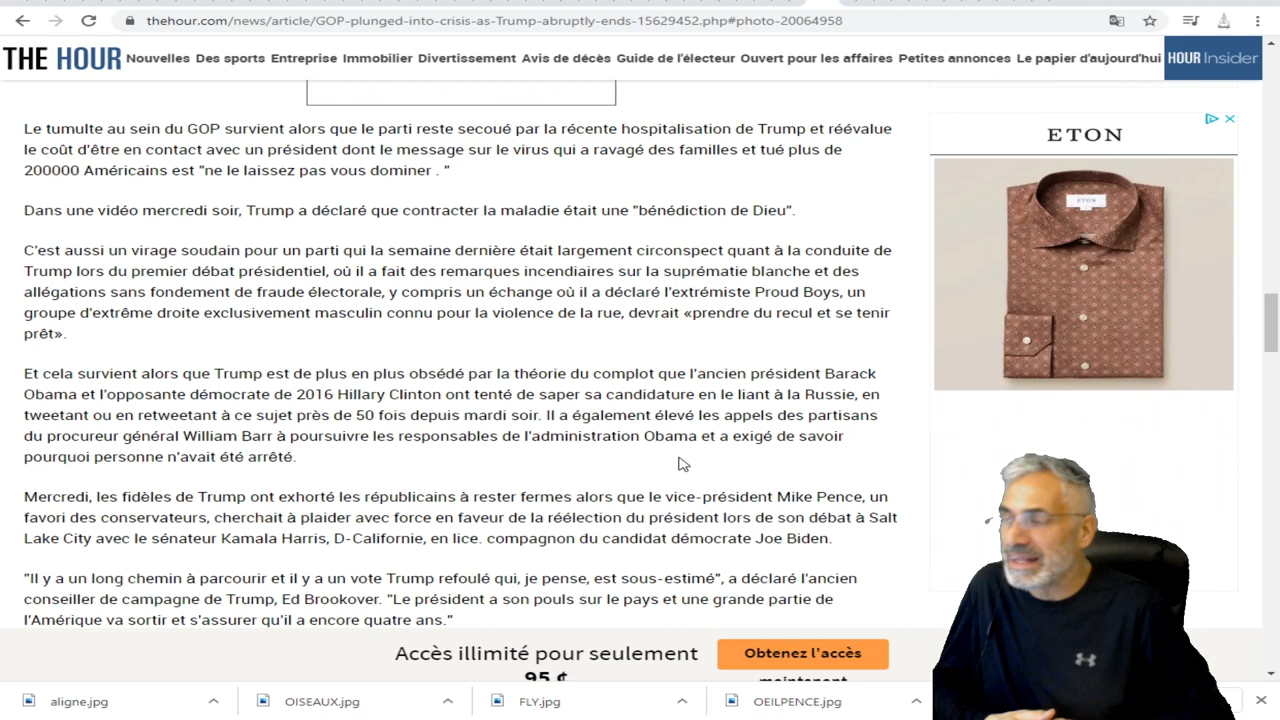 thehour.com/news/article/GOP-plunged-into-crisis-as-Trump-abruptly-ends-15629452.php#photo-20064958
THE HOUR Nouvelles Des sports Entreprise Immobilier Divertissement Avis de décès Guide de l'électeur Ouvert pour les affaires Petites annonces Le papier d'aujourd'hui HOUR Insider
Le tumulte au sein du GOP survient alors que le parti reste secoué par la récente hospitalisation de Trump et réévalue
le coût d'être en contact avec un président dont le message sur le virus qui a ravagé des familles et tué plus de
200000 Américains est "ne le laissez pas vous dominer . "
Dans une vidéo mercredi soir, Trump a déclaré que contracter la maladie était une "bénédiction de Dieu".
C'est aussi un virage soudain pour un parti qui la semaine dernière était largement circonspect quant à la conduite de
Trump lors du premier débat présidentiel, où il a fait des remarques incendiaires sur la suprématie blanche et des
allégations sans fondement de fraude électorale, y compris un échange où il a déclaré l'extrémiste Proud Boys, un
groupe d'extrême droite exclusivement masculin connu pour la violence de la rue, devrait «prendre du recul et se tenir
prêt».
Et cela survient alors que Trump est de plus en plus obsédé par la théorie du complot que l'ancien président Barack
Obama et l'opposante démocrate de 2016 Hillary Clinton ont tenté de saper sa candidature en le liant à la Russie, en
tweetant ou en retweetant à ce sujet près de 50 fois depuis mardi soir. Il a également élevé les appels des partisans
du procureur général William Barr à poursuivre les responsables de l'administration Obama et a exigé de savoir
pourquoi personne n'avait été arrêté.
Mercredi, les fidèles de Trump ont exhorté les républicains à rester fermes alors que le vice-président Mike Pence, un
favori des conservateurs, cherchait à plaider avec force en faveur de la réélection du président lors de son débat à Salt
Lake City avec le sénateur Kamala Harris, D-Californie, en lice. compagnon du candidat démocrate Joe Biden.
"Il y a un long chemin à parcourir et il y a un vote Trump refoulé qui, je pense, est sous-estimé", a déclaré l'ancien
conseiller de campagne de Trump, Ed Brookover. "Le président a son pouls sur le pays et une grande partie de
l'Amérique va sortir et s'assurer qu'il a encore quatre ans."
ETON
ETON
Accès illimité pour seulement
95 ¢
Obtenez l'accès
maintenant
aligne.jpg
OISEAUX.jpg
FLY.jpg
OEILPENCE.jpg